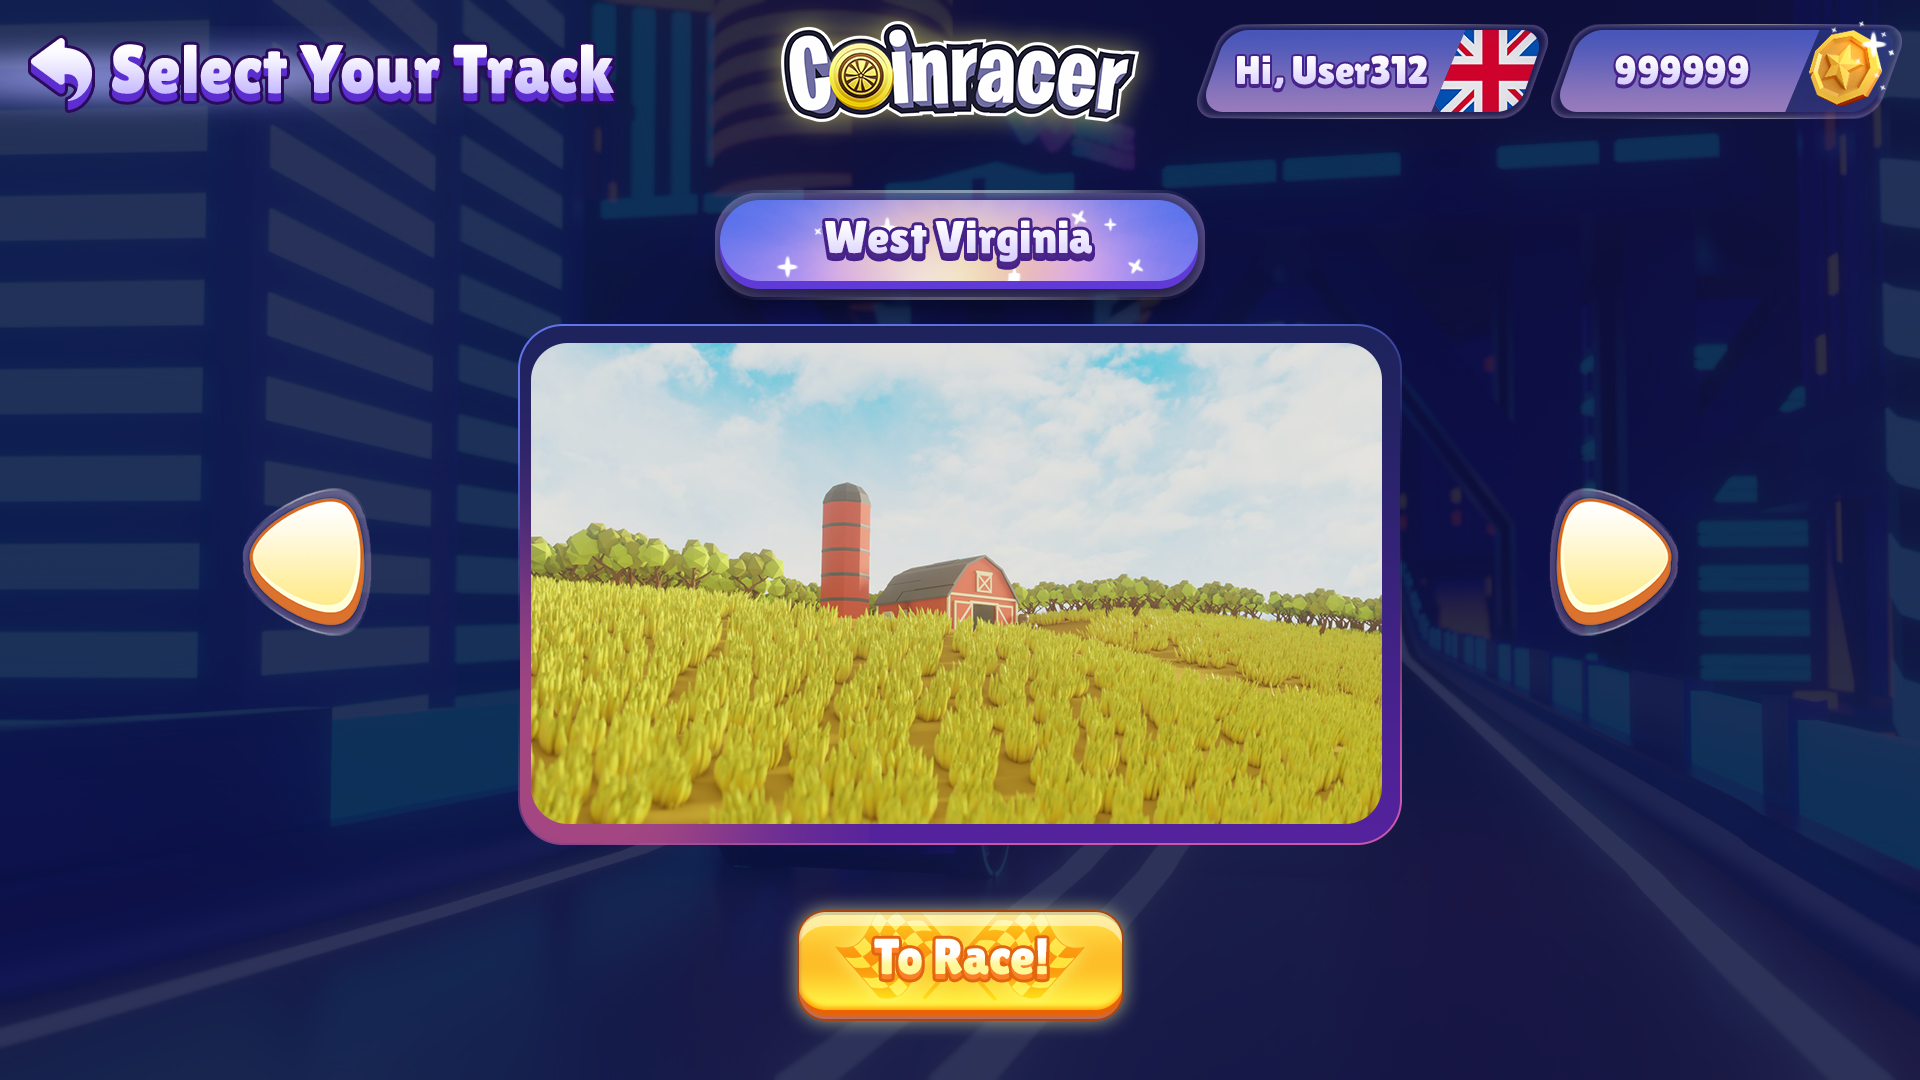 Select Your Track
Coinracer
Hi, User312
999999
West Virginia
To Race!